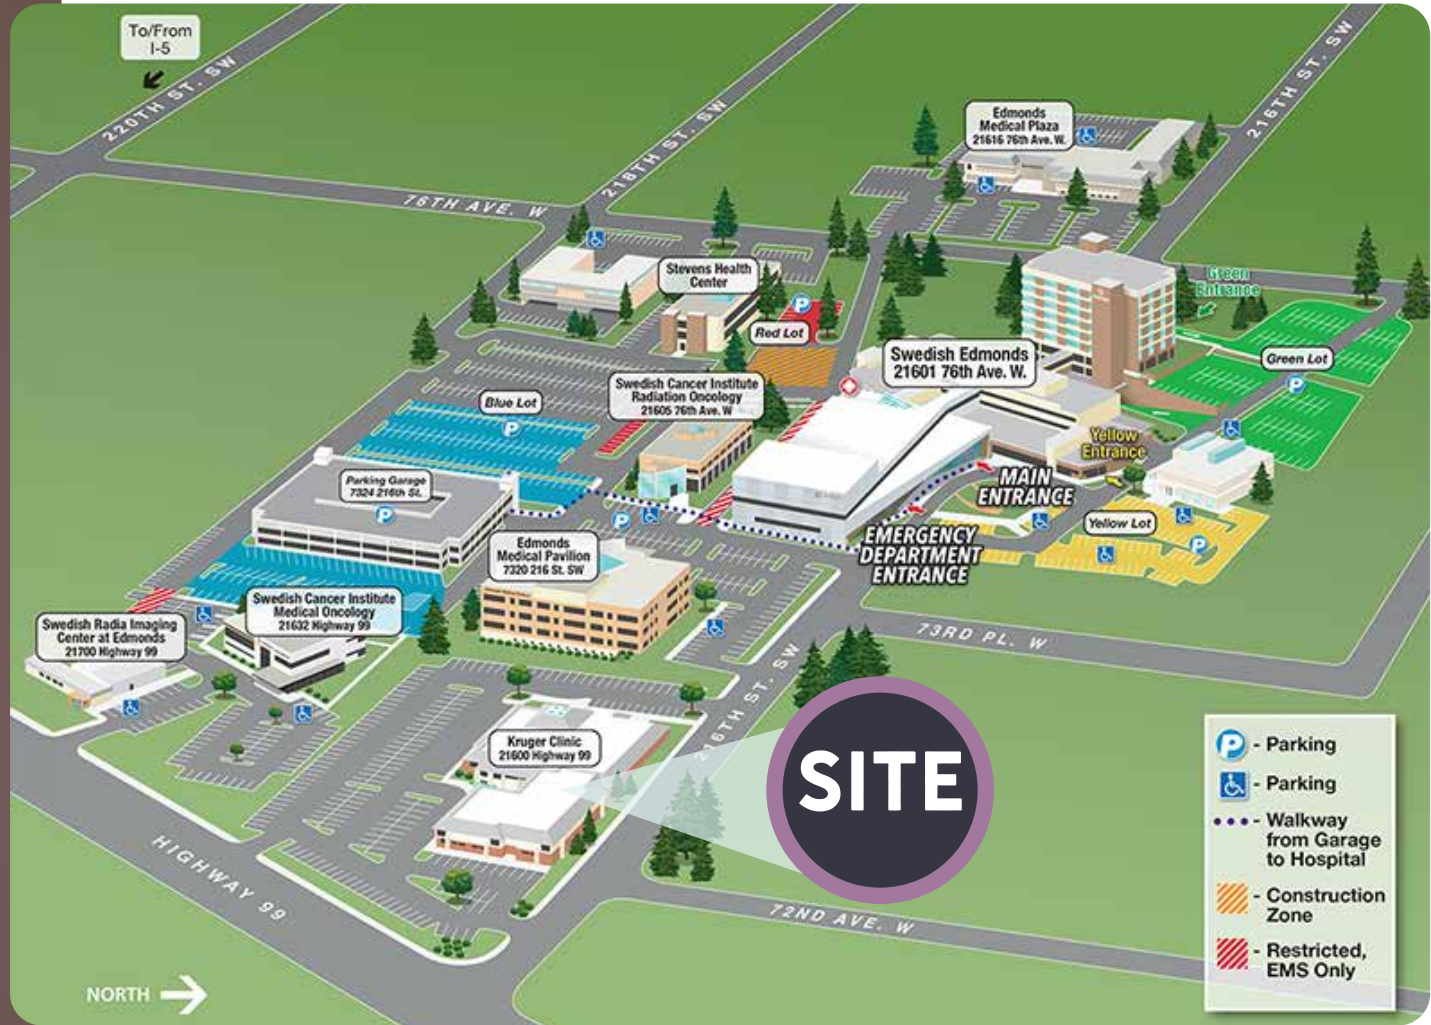 To/From
I-5
220TH ST. SW
76TH AVE. W
218TH ST. SW
216TH ST. SW
Edmonds
Medical Plaza
21616 76th Ave. W.
Stevens Health
Center
Red Lot
Green
Entrance
Green Lot
P
Swedish Edmonds
21601 76th Ave. W.
Swedish Cancer Institute
Radiation Oncology
21605 76th Ave. W
Blue Lot
P
P
Yellow
Entrance
MAIN
ENTRANCE
Yellow Lot
P
EMERGENCY
DEPARTMENT
ENTRANCE
Parking Garage
7324 216th St.
P
P
Edmonds
Medical Pavilion
7320 216 St. SW
Swedish Cancer Institute
Medical Oncology
21632 Highway 99
Swedish Radia Imaging
Center at Edmonds
21700 Highway 99
73RD PL. W
216TH ST. SW
Kruger Clinic
21600 Highway 99
SITE
HIGHWAY 99
72ND AVE. W
NORTH
P - Parking
- Parking
- Walkway
from Garage
to Hospital
- Construction
Zone
- Restricted,
EMS Only